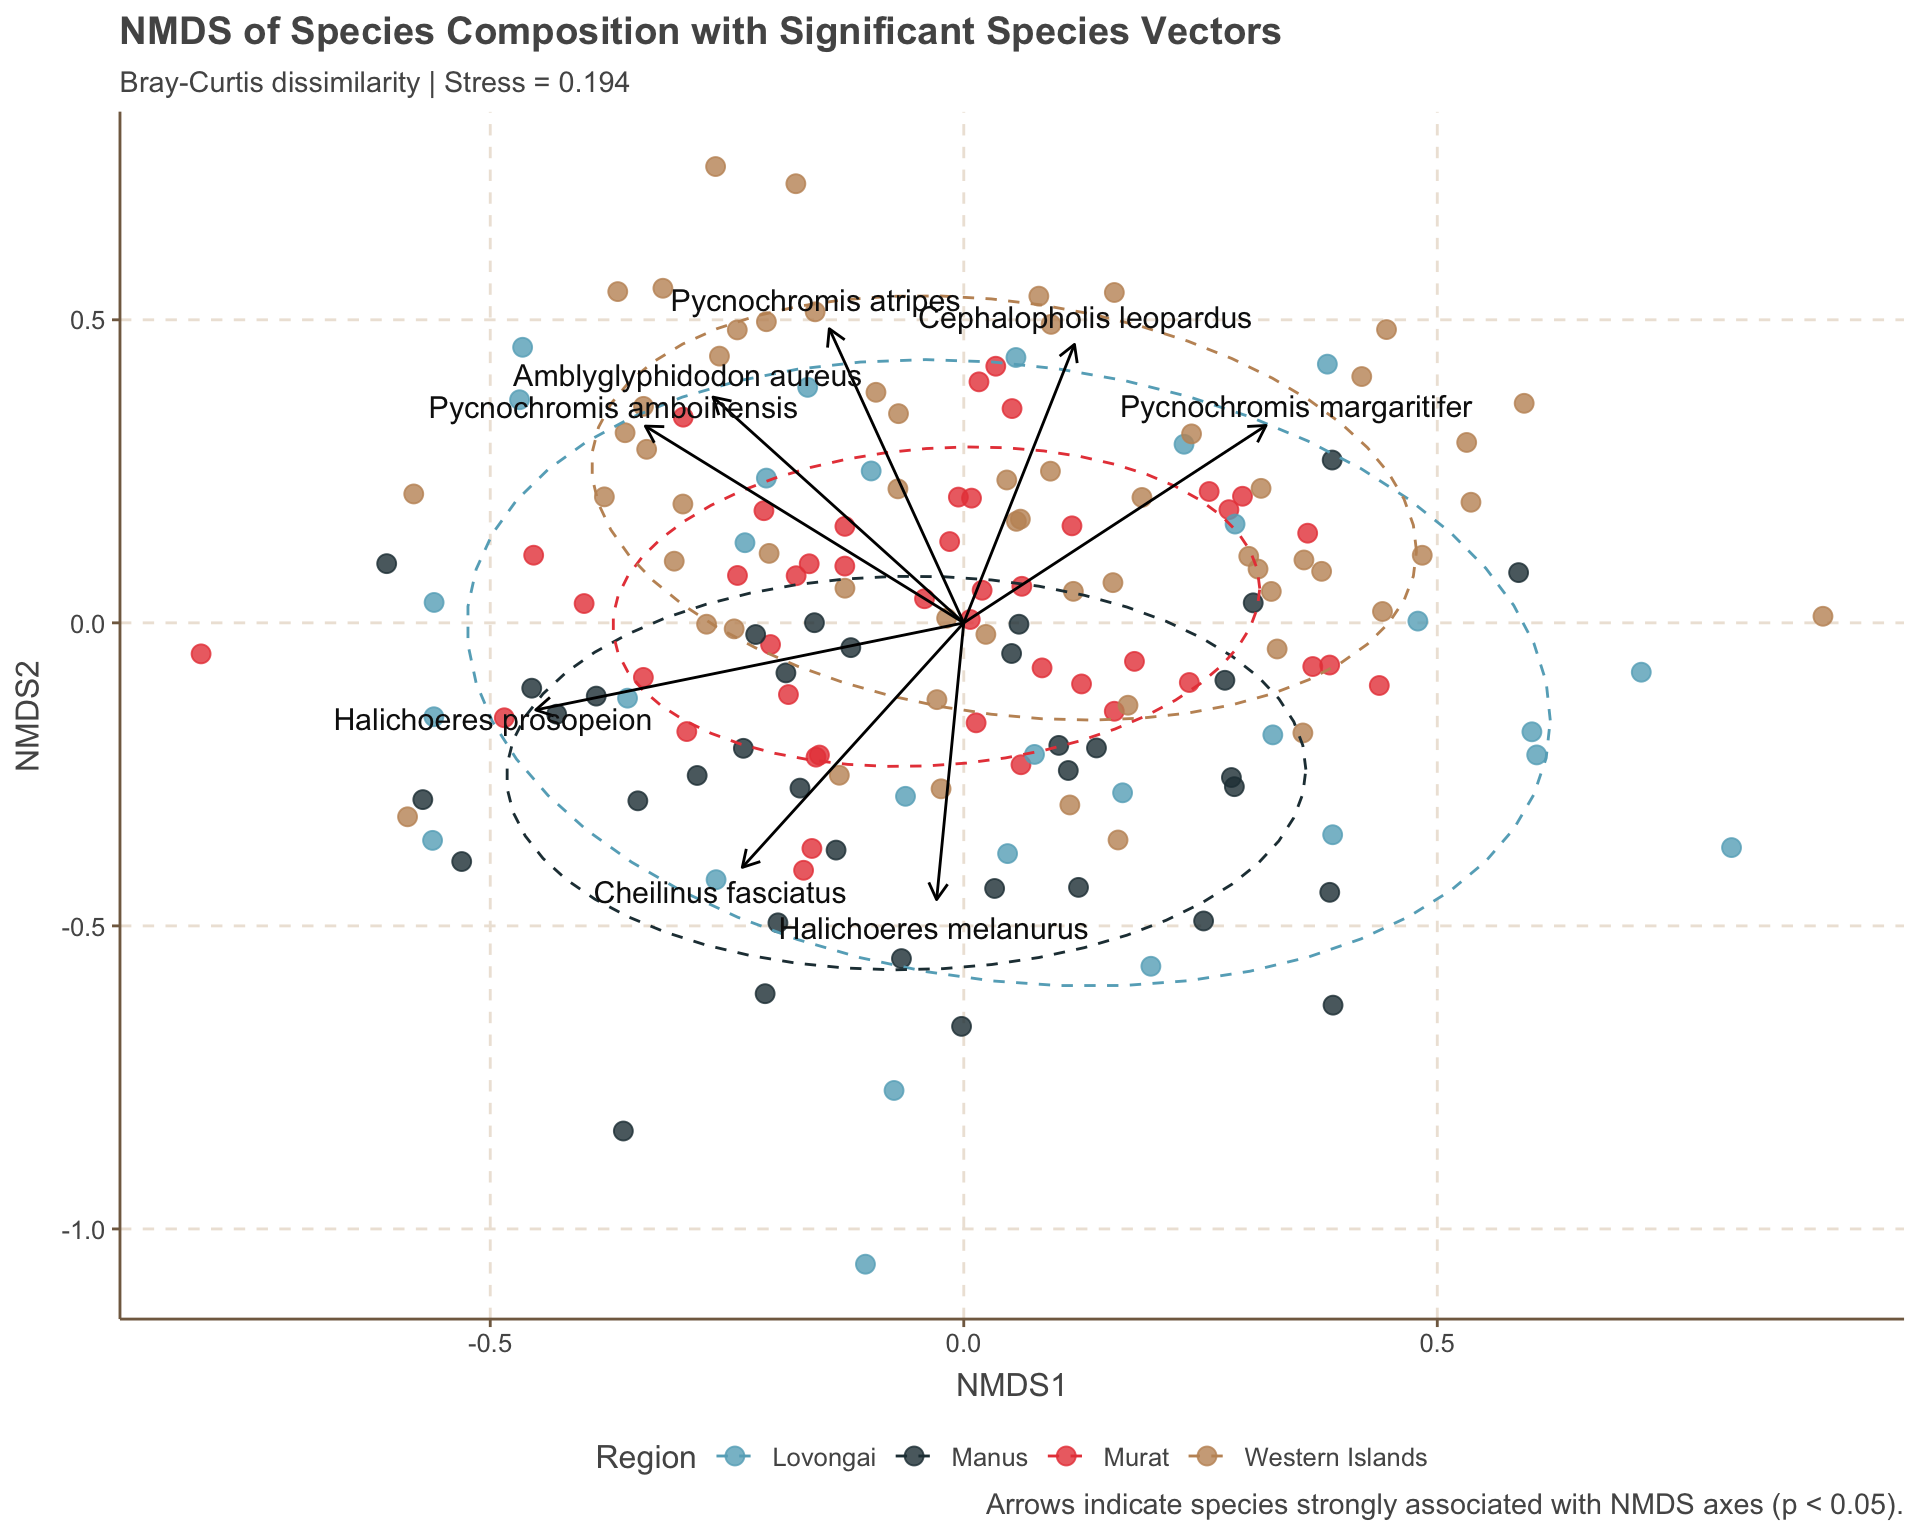 NMDS of Species Composition with Significant Species Vectors
Bray-Curtis dissimilarity | Stress = 0.194
Pycnochromis atripes
Cephalopholis leopardus
Amblyglyphidodon aureus
Pycnochromis amboinensis
Pycnochromis margaritifer
Halichoeres prosopeion
Cheilinus fasciatus
Halichoeres melanurus
0.5
0.0
-0.5
-1.0
NMDS2
-0.5
0.0
0.5
NMDS1
Region Lovongai Manus Murat Western Islands
Arrows indicate species strongly associated with NMDS axes (p < 0.05).